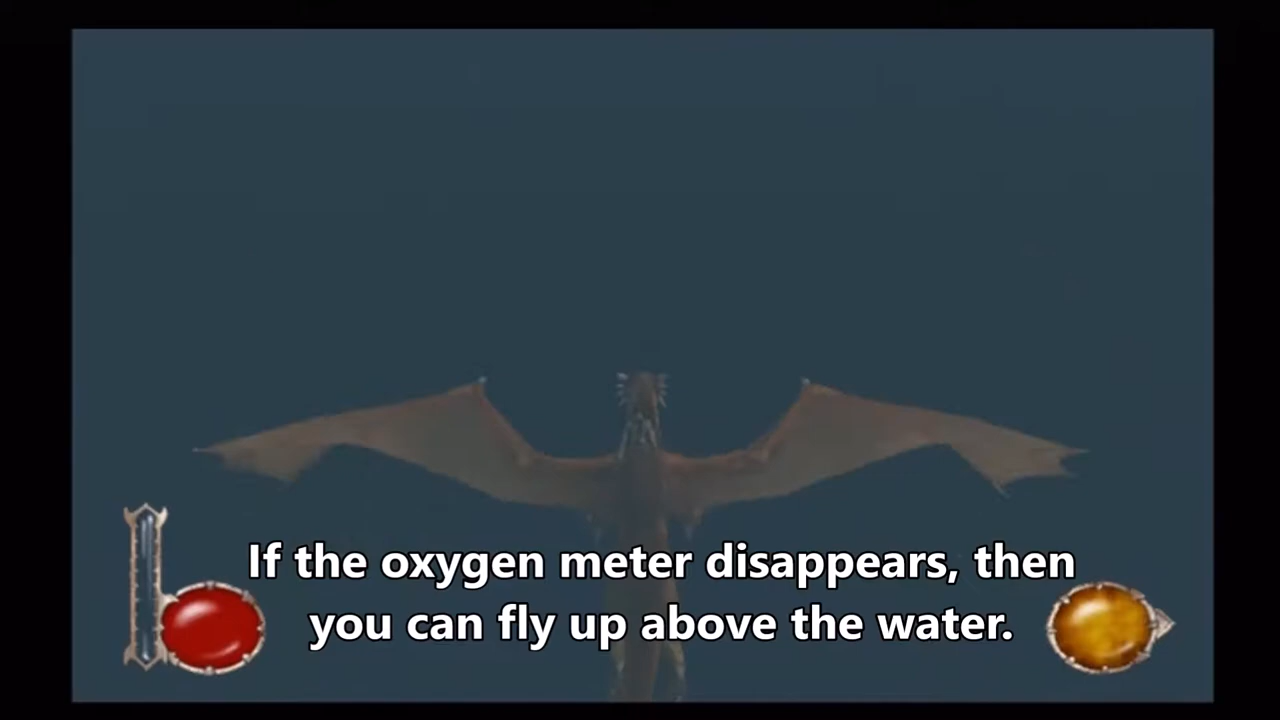 If the oxygen meter disappears, then
you can fly up above the water.